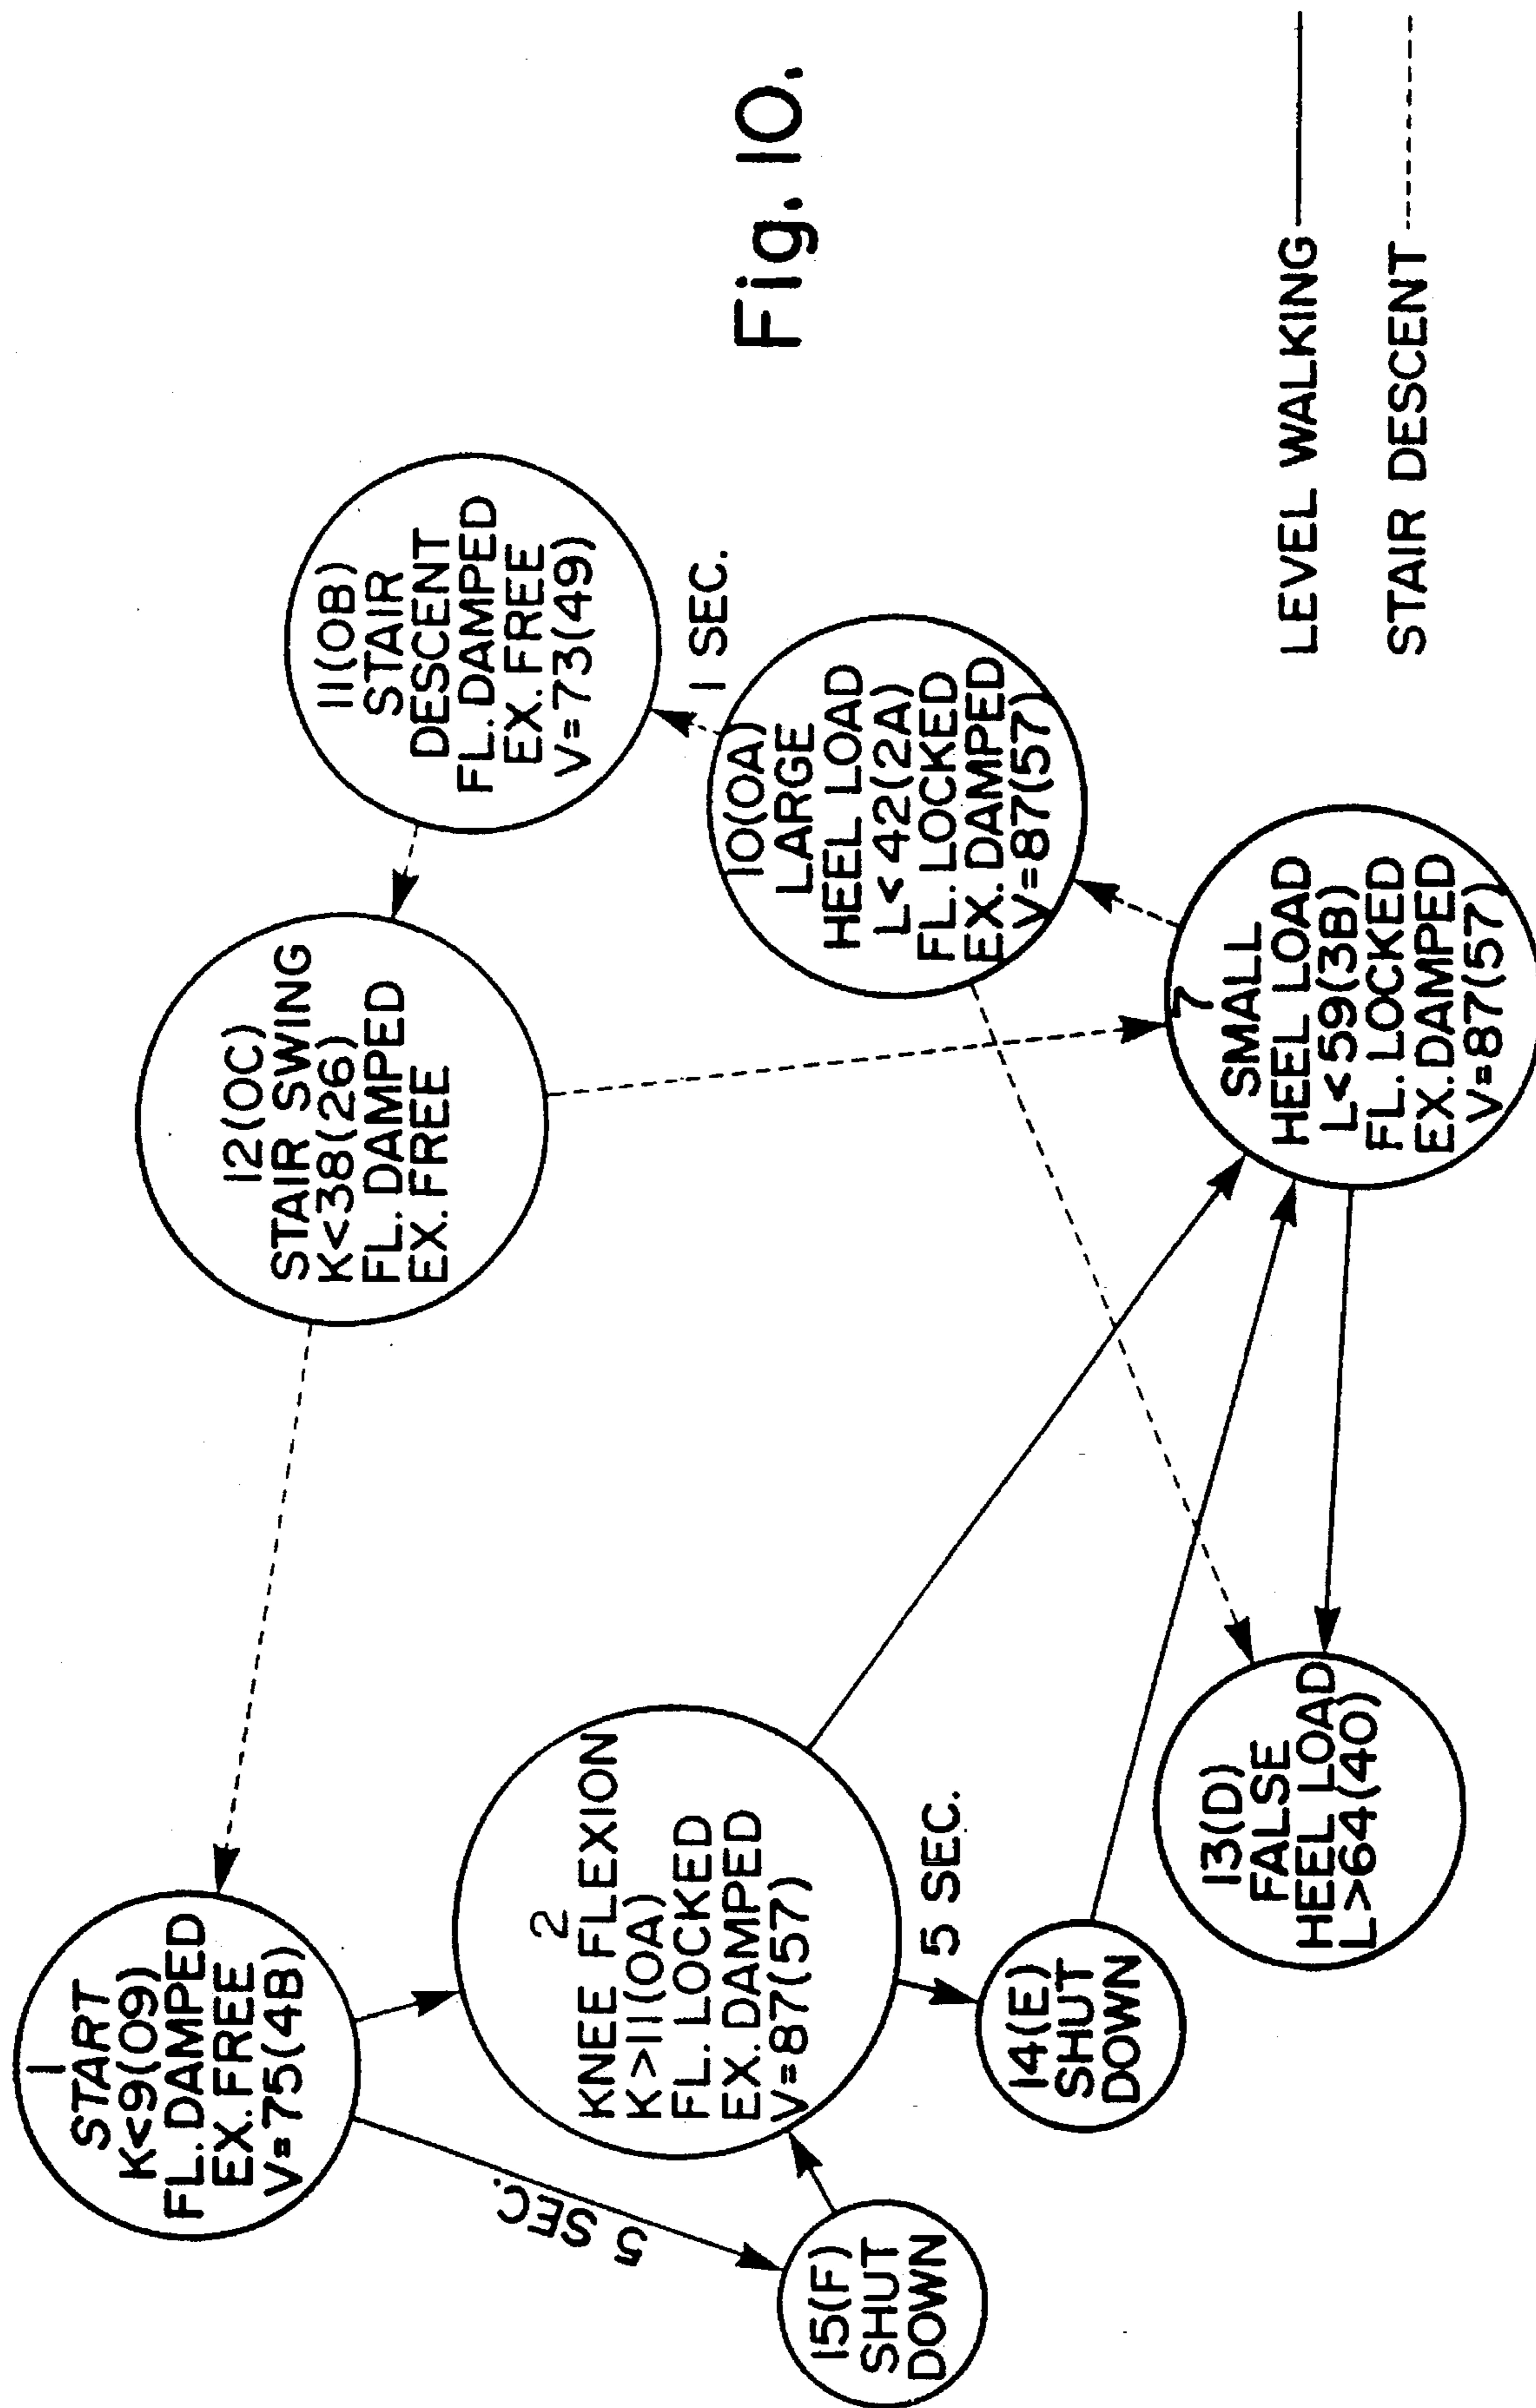 1
START
K<9(09)
FL. DAMPED
EX. FREE
V=75(4B)
5 SEC.
15(F)
SHUT
DOWN
2
KNEE FLEXION
K>11(0A)
FL. LOCKED
EX. DAMPED
V=87(57)
5 SEC.
14(E)
SHUT
DOWN
13(D)
FALSE
HEEL LOAD
L>64(40)
12(0C)
STAIR SWING
K<38(26)
FL. DAMPED
EX. FREE
11(0B)
STAIR
DESCENT
FL. DAMPED
EX. FREE
V=73(49)
1 SEC.
10(0A)
LARGE
HEEL LOAD
L<42(2A)
FL. LOCKED
EX. DAMPED
V=87(57)
7
SMALL
HEEL LOAD
L<59(3B)
FL. LOCKED
EX. DAMPED
V=87(57)
Fig. 10.
LEVEL WALKING
STAIR DESCENT